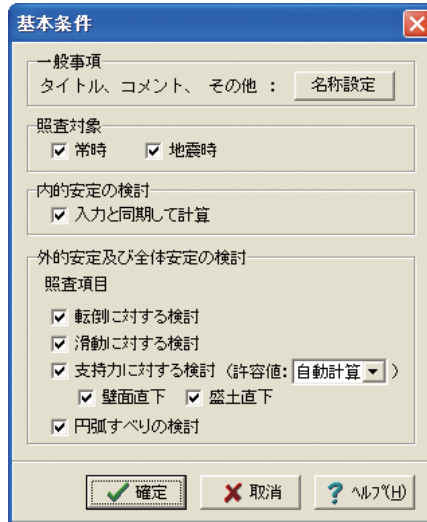 基本条件
一般事項
タイトル、コメント、 その他 : 名称設定
照査対象
常時 地震時
内的安定の検討
入力と同期して計算
外的安定及び全体安定の検討
照査項目
転倒に対する検討
滑動に対する検討
支持力に対する検討 (許容値: 自動計算 )
壁面直下 盛土直下
円弧すべりの検討
確定 取消 ? ﾍﾙﾌﾟ(H)